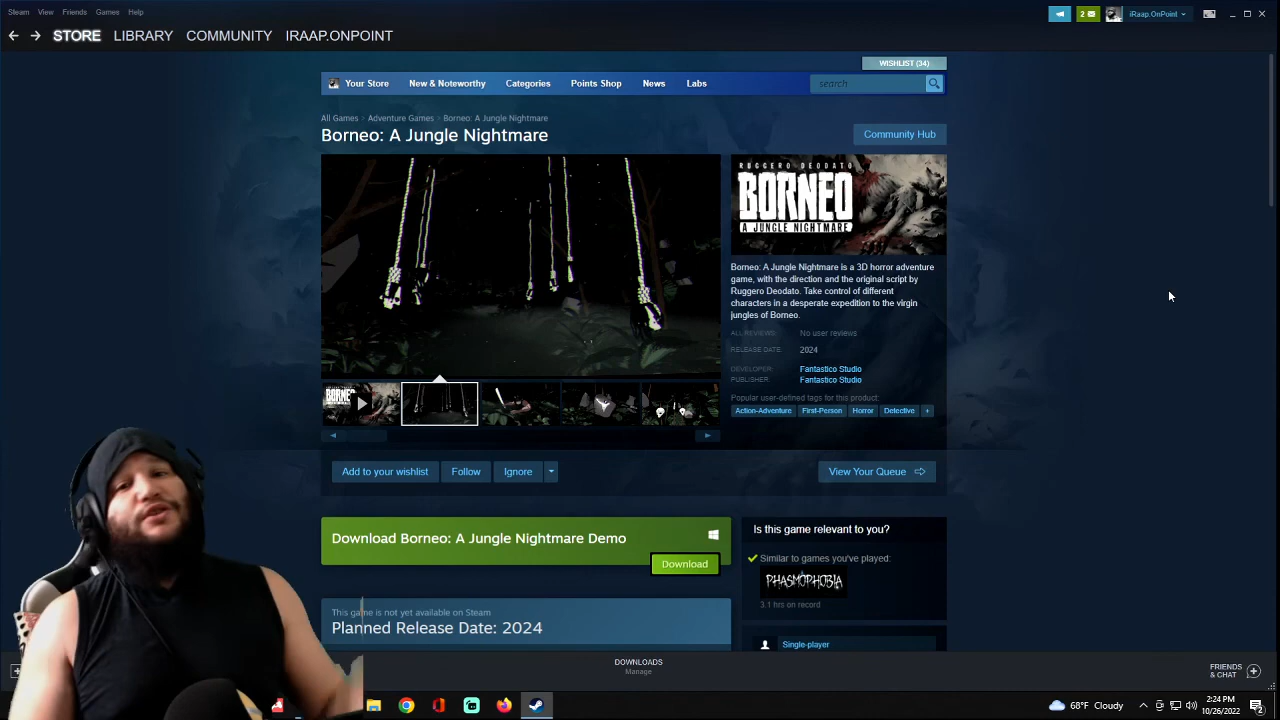 Steam View Friends Games Help
2
iRaap.OnPoint
STORE LIBRARY COMMUNITY IRAAP.ONPOINT
WISHLIST (34)
Your Store New & Noteworthy Categories Points Shop News Labs
search
All Games > Adventure Games > Borneo: A Jungle Nightmare
Borneo: A Jungle Nightmare
Community Hub
RUGGERO DEODATO
BORNEO
A JUNGLE NIGHTMARE
Borneo: A Jungle Nightmare is a 3D horror adventure
game, with the direction and the original script by
Ruggero Deodato. Take control of different
characters in a desperate expedition to the virgin
jungles of Borneo.
ALL REVIEWS: No user reviews
RELEASE DATE: 2024
DEVELOPER: Fantastico Studio
PUBLISHER: Fantastico Studio
Popular user-defined tags for this product:
Action-Adventure First-Person Horror Detective +
BORNEO
Add to your wishlist Follow Ignore
View Your Queue
Download Borneo: A Jungle Nightmare Demo
Download
Is this game relevant to you?
Similar to games you've played:
PHASMOPHOBIA
3.1 hrs on record
This game is not yet available on Steam
Planned Release Date: 2024
Single-player
DOWNLOADS
Manage
FRIENDS
& CHAT
68°F Cloudy
2:24 PM
10/26/2022
2